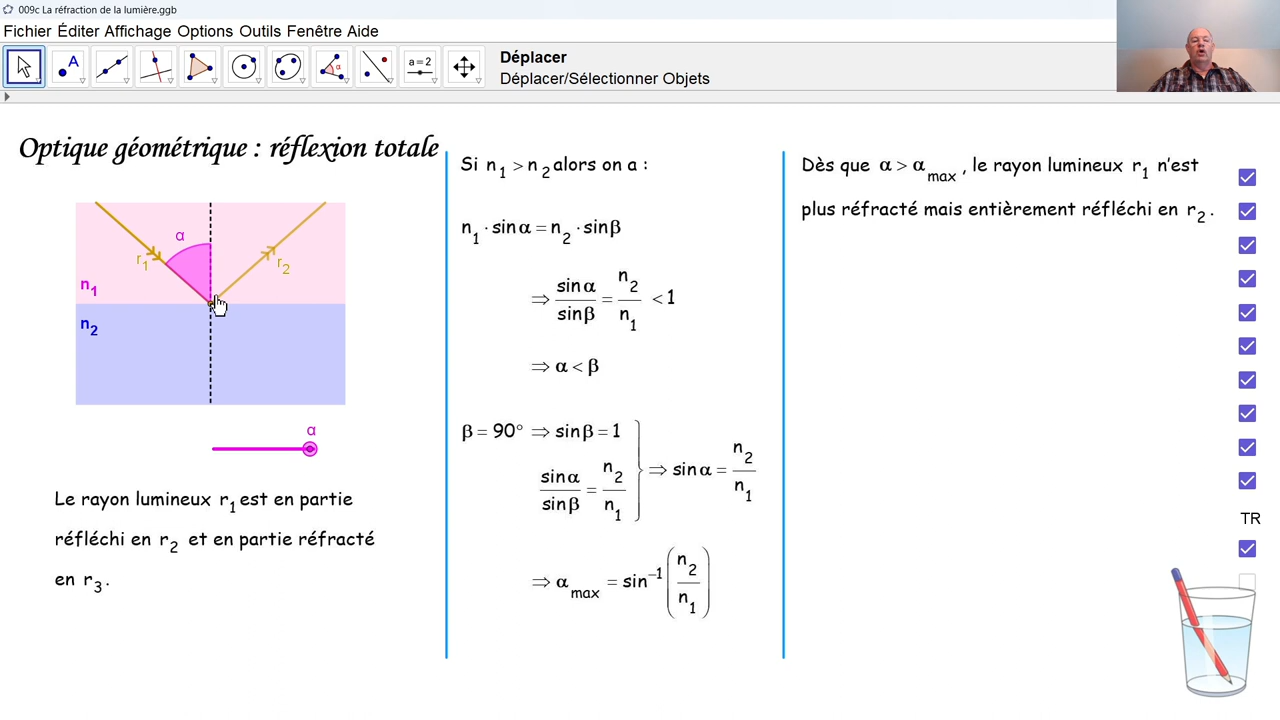 009c La réfraction de la lumière.ggb
Fichier Éditer Affichage Options Outils Fenêtre Aide
A
α
a=2
Déplacer
Déplacer/Sélectionner Objets
Optique géométrique : réflexion totale
α
r₁
r₂
n₁
n₂
α
Le rayon lumineux r₁ est en partie
réfléchi en r₂ et en partie réfracté
en r₃.
Si n₁ > n₂ alors on a :
n₁ · sin α = n₂ · sin β
⇒ sin α / sin β = n₂ / n₁ < 1
⇒ α < β
β = 90° ⇒ sin β = 1
sin α / sin β = n₂ / n₁ } ⇒ sin α = n₂ / n₁
⇒ α max = sin⁻¹ ( n₂ / n₁ )
Dès que α > α max , le rayon lumineux r₁ n’est
plus réfracté mais entièrement réfléchi en r₂.
TR